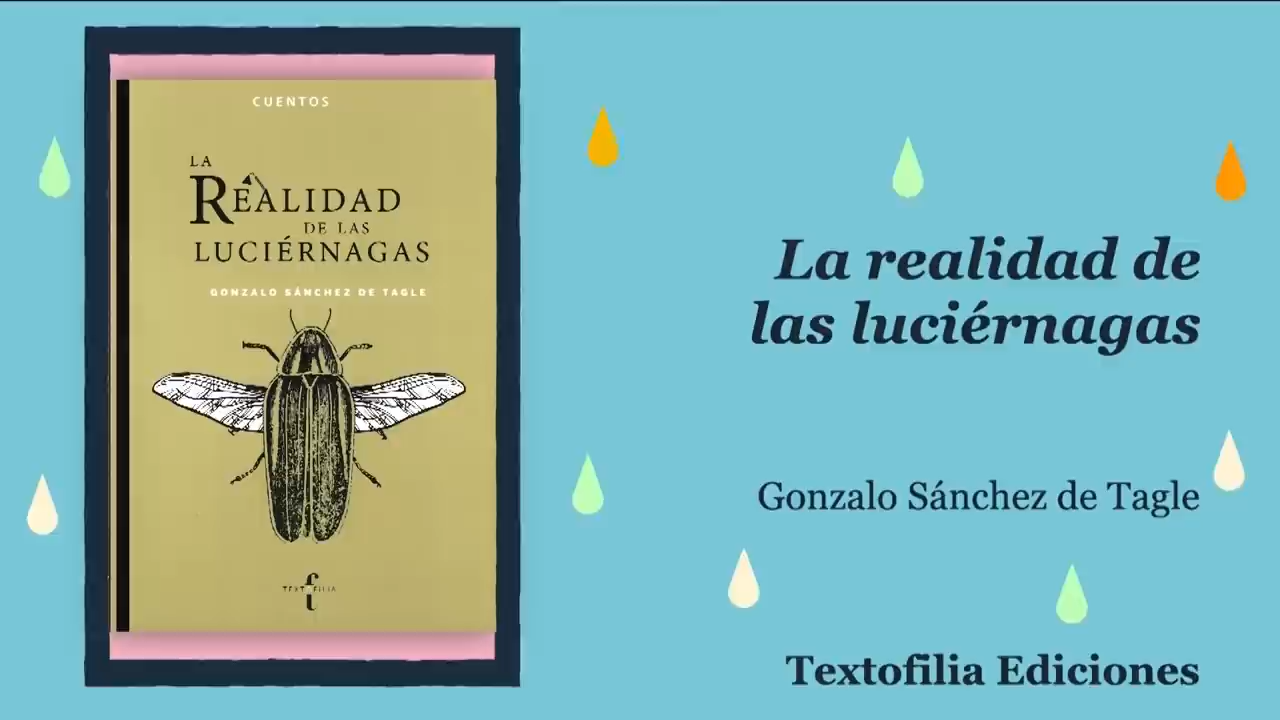 CUENTOS
LA
REALIDAD
DE LAS
LUCIÉRNAGAS
GONZALO SÁNCHEZ DE TAGLE
TEXTOFILIA
La realidad de
las luciérnagas
Gonzalo Sánchez de Tagle
Textofilia Ediciones